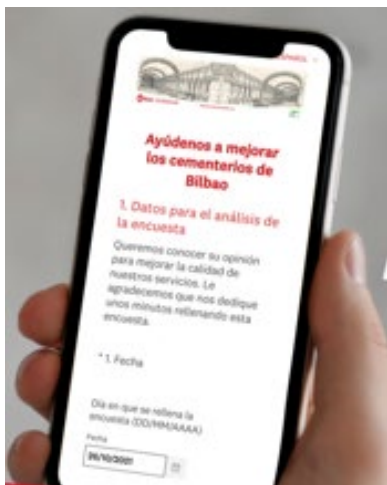 ESPAÑOL
Ayúdenos a mejorar
los cementerios de
Bilbao
1. Datos para el análisis de
la encuesta
Queremos conocer su opinión
para mejorar la calidad de
nuestros servicios. Le
agradecemos que nos dedique
unos minutos rellenando esta
encuesta.
* 1. Fecha
Día en que se rellena la
encuesta (DD/MM/AAAA)
Fecha
26/10/2021